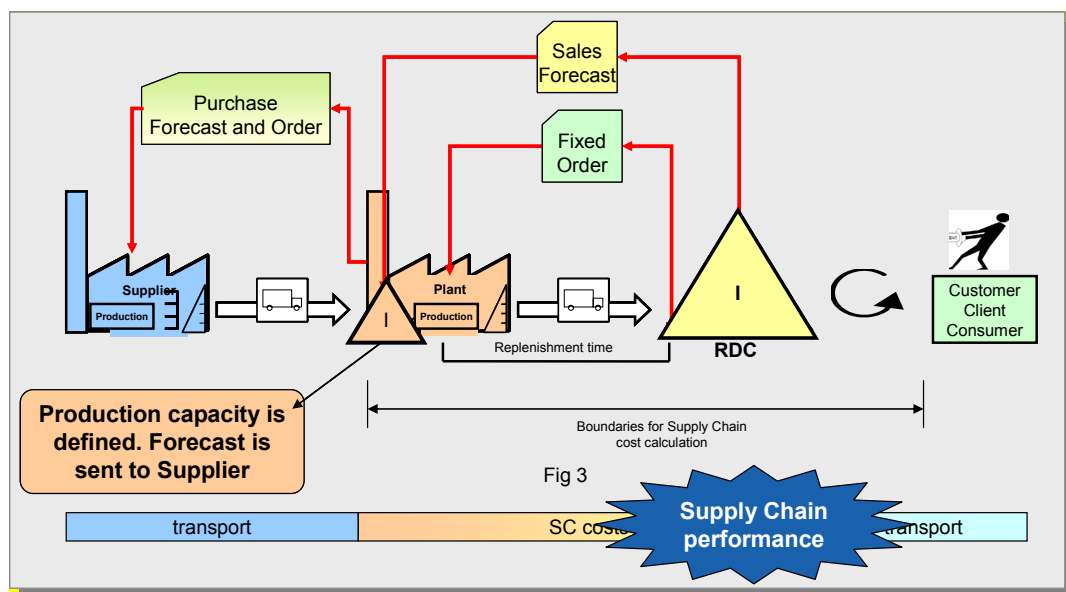 Sales
Forecast
Purchase
Forecast and Order
Fixed
Order
Supplier
Production
Plant
Production
I
I
RDC
Replenishment time
Customer
Client
Consumer
Production capacity is
defined. Forecast is
sent to Supplier
Boundaries for Supply Chain
cost calculation
Fig 3
transport
SC costs
Supply Chain
performance
transport